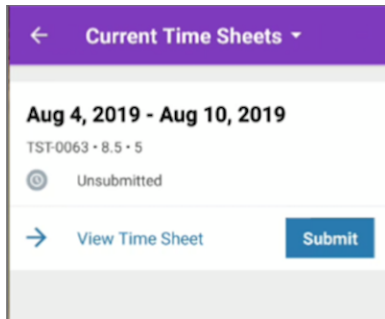 Current Time Sheets
Aug 4, 2019 - Aug 10, 2019
TST-0063 • 8.5 • 5
Unsubmitted
View Time Sheet
Submit